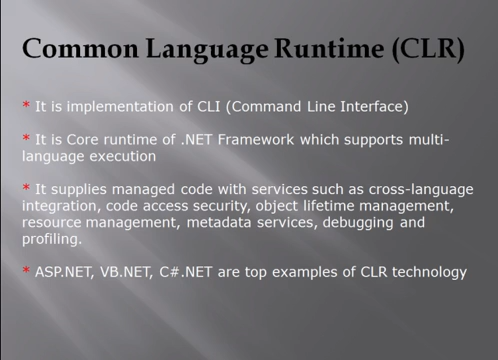 Common Language Runtime (CLR)
* It is implementation of CLI (Command Line Interface)
* It is Core runtime of .NET Framework which supports multi-
language execution
* It supplies managed code with services such as cross-language
integration, code access security, object lifetime management,
resource management, metadata services, debugging and
profiling.
* ASP.NET, VB.NET, C#.NET are top examples of CLR technology